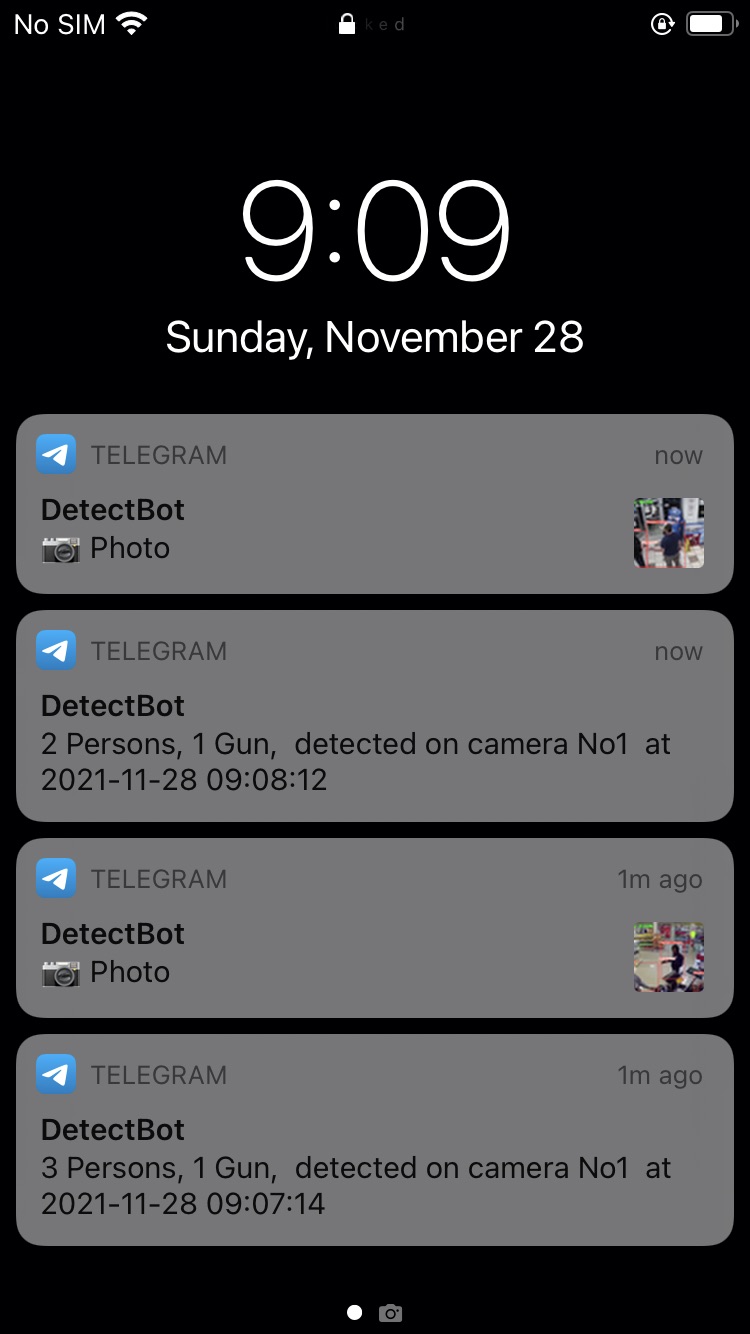 No SIM
ked
9:09
Sunday, November 28
TELEGRAM now
DetectBot
Photo
TELEGRAM now
DetectBot
2 Persons, 1 Gun,  detected on camera No1  at
2021-11-28 09:08:12
TELEGRAM 1m ago
DetectBot
Photo
TELEGRAM 1m ago
DetectBot
3 Persons, 1 Gun,  detected on camera No1  at
2021-11-28 09:07:14